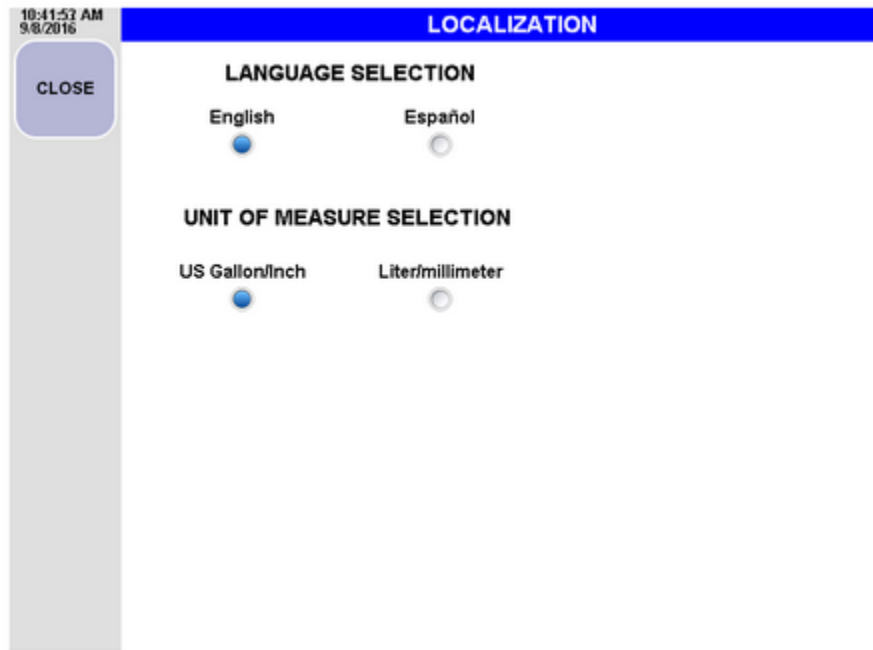 10:41:53 AM
9/8/2016
LOCALIZATION
CLOSE
LANGUAGE SELECTION
English Español
UNIT OF MEASURE SELECTION
US Gallon/Inch Liter/millimeter